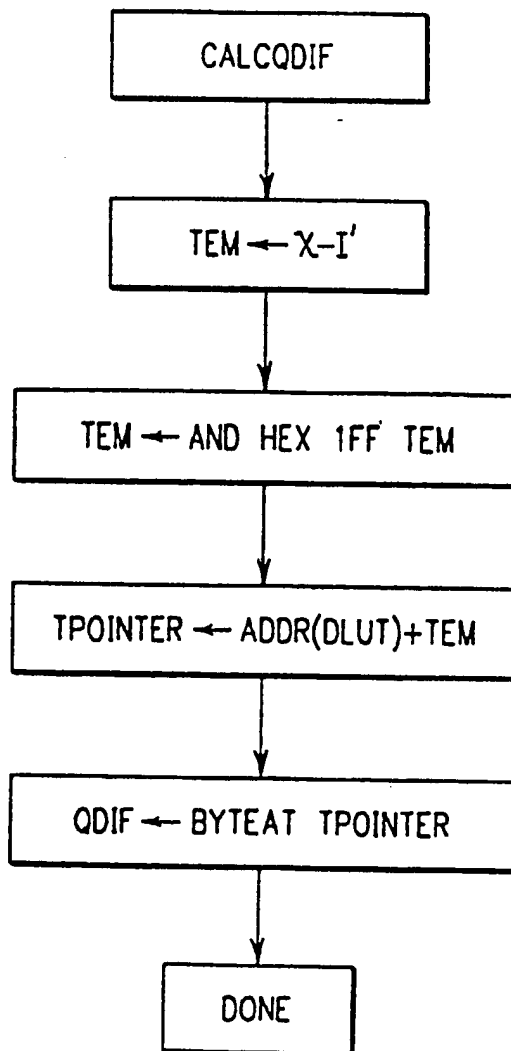 CALCQDIF
TEM ← X-I'
TEM ← AND HEX 1FF' TEM
TPOINTER ← ADDR(DLUT)+TEM
QDIF ← BYTEAT TPOINTER
DONE